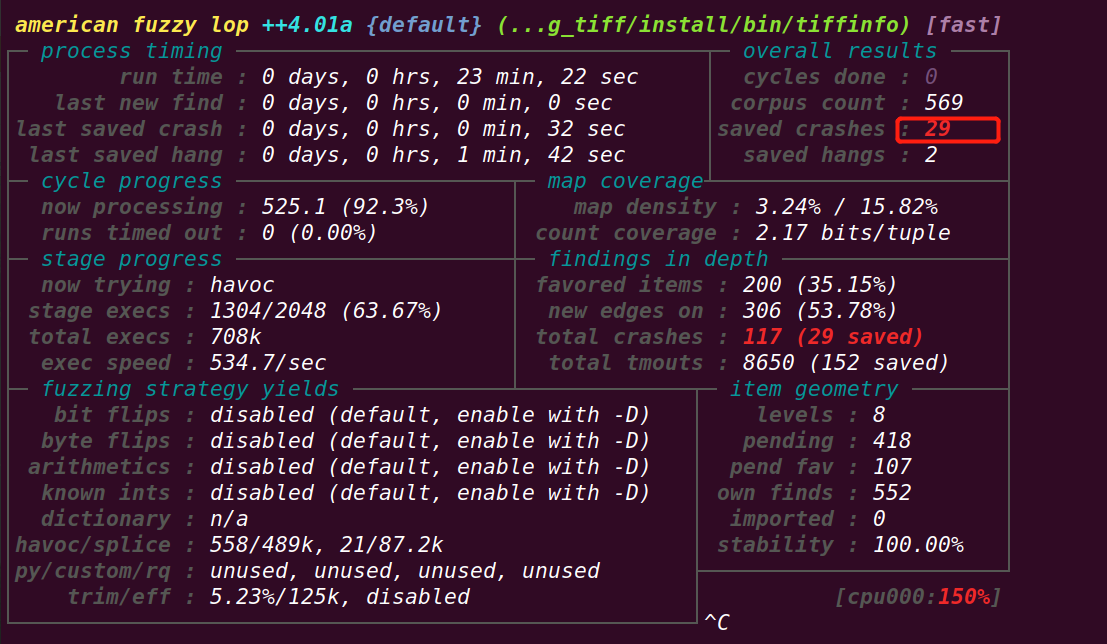 american fuzzy lop ++4.01a {default} (...g_tiff/install/bin/tiffinfo) [fast]
process timing overall results
run time : 0 days, 0 hrs, 23 min, 22 sec cycles done : 0
last new find : 0 days, 0 hrs, 0 min, 0 sec corpus count : 569
last saved crash : 0 days, 0 hrs, 0 min, 32 sec saved crashes : 29
last saved hang : 0 days, 0 hrs, 1 min, 42 sec saved hangs : 2
cycle progress map coverage
now processing : 525.1 (92.3%) map density : 3.24% / 15.82%
runs timed out : 0 (0.00%) count coverage : 2.17 bits/tuple
stage progress findings in depth
now trying : havoc favored items : 200 (35.15%)
stage execs : 1304/2048 (63.67%) new edges on : 306 (53.78%)
total execs : 708k total crashes : 117 (29 saved)
exec speed : 534.7/sec total tmouts : 8650 (152 saved)
fuzzing strategy yields item geometry
bit flips : disabled (default, enable with -D) levels : 8
byte flips : disabled (default, enable with -D) pending : 418
arithmetics : disabled (default, enable with -D) pend fav : 107
known ints : disabled (default, enable with -D) own finds : 552
dictionary : n/a imported : 0
havoc/splice : 558/489k, 21/87.2k stability : 100.00%
py/custom/rq : unused, unused, unused, unused
trim/eff : 5.23%/125k, disabled [cpu000:150%]
^C